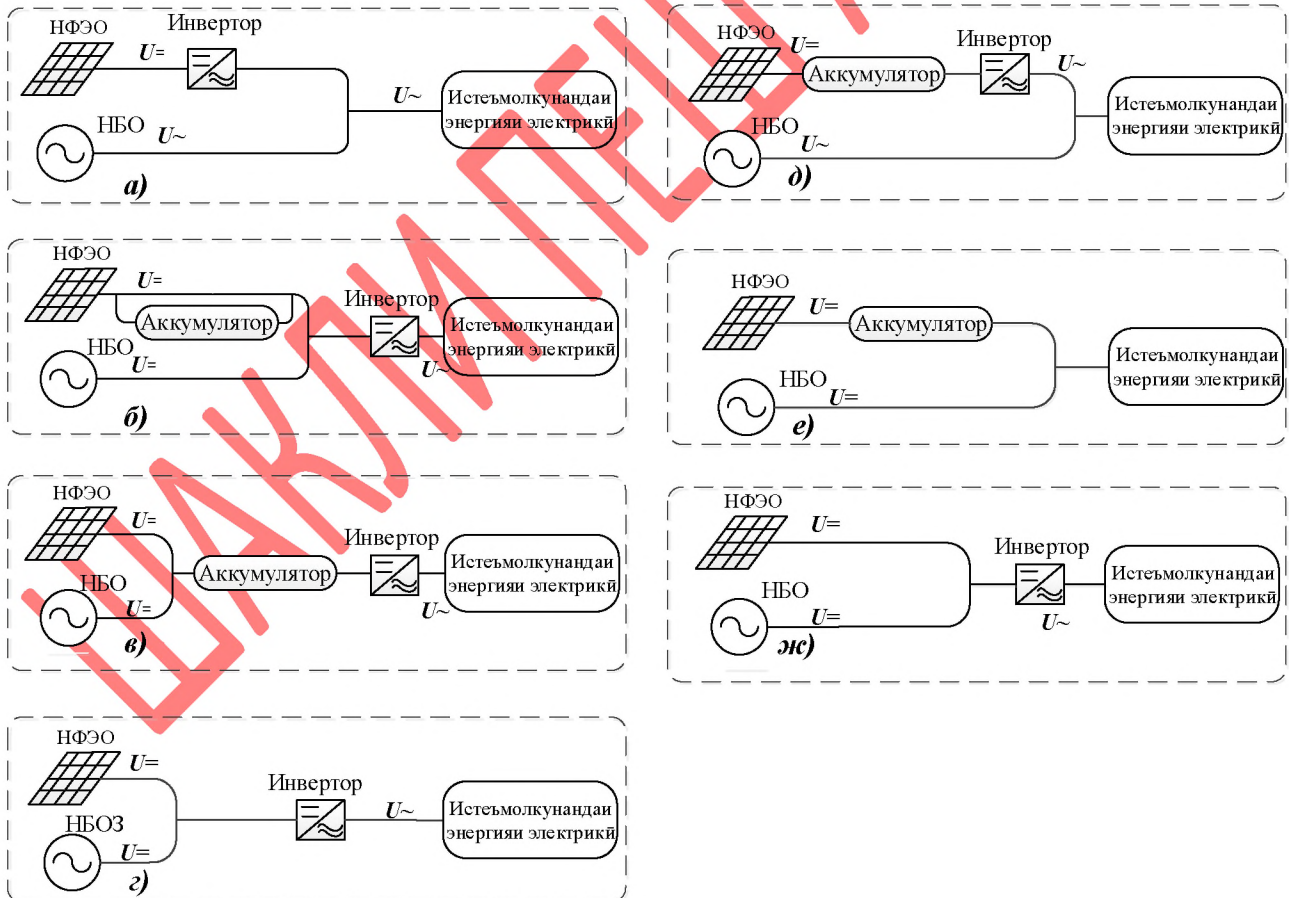 НФЭО
U=
Инвертор
U~
НБО
U~
Истеъмолкунандаи
энергияи электрикӣ
а)
НФЭО
U=
Аккумулятор
НБО
U=
Инвертор
U~
Истеъмолкунандаи
энергияи электрикӣ
б)
НФЭО
U=
НБО
U=
Аккумулятор
Инвертор
U~
Истеъмолкунандаи
энергияи электрикӣ
в)
НФЭО
U=
НБОЗ
U=
Инвертор
U~
Истеъмолкунандаи
энергияи электрикӣ
г)
НФЭО
U=
Аккумулятор
Инвертор
U~
НБО
U~
Истеъмолкунандаи
энергияи электрикӣ
д)
НФЭО
U=
Аккумулятор
НБО
U=
Истеъмолкунандаи
энергияи электрикӣ
е)
НФЭО
U=
НБО
U=
Инвертор
U~
Истеъмолкунандаи
энергияи электрикӣ
ж)
ШАКЛИ